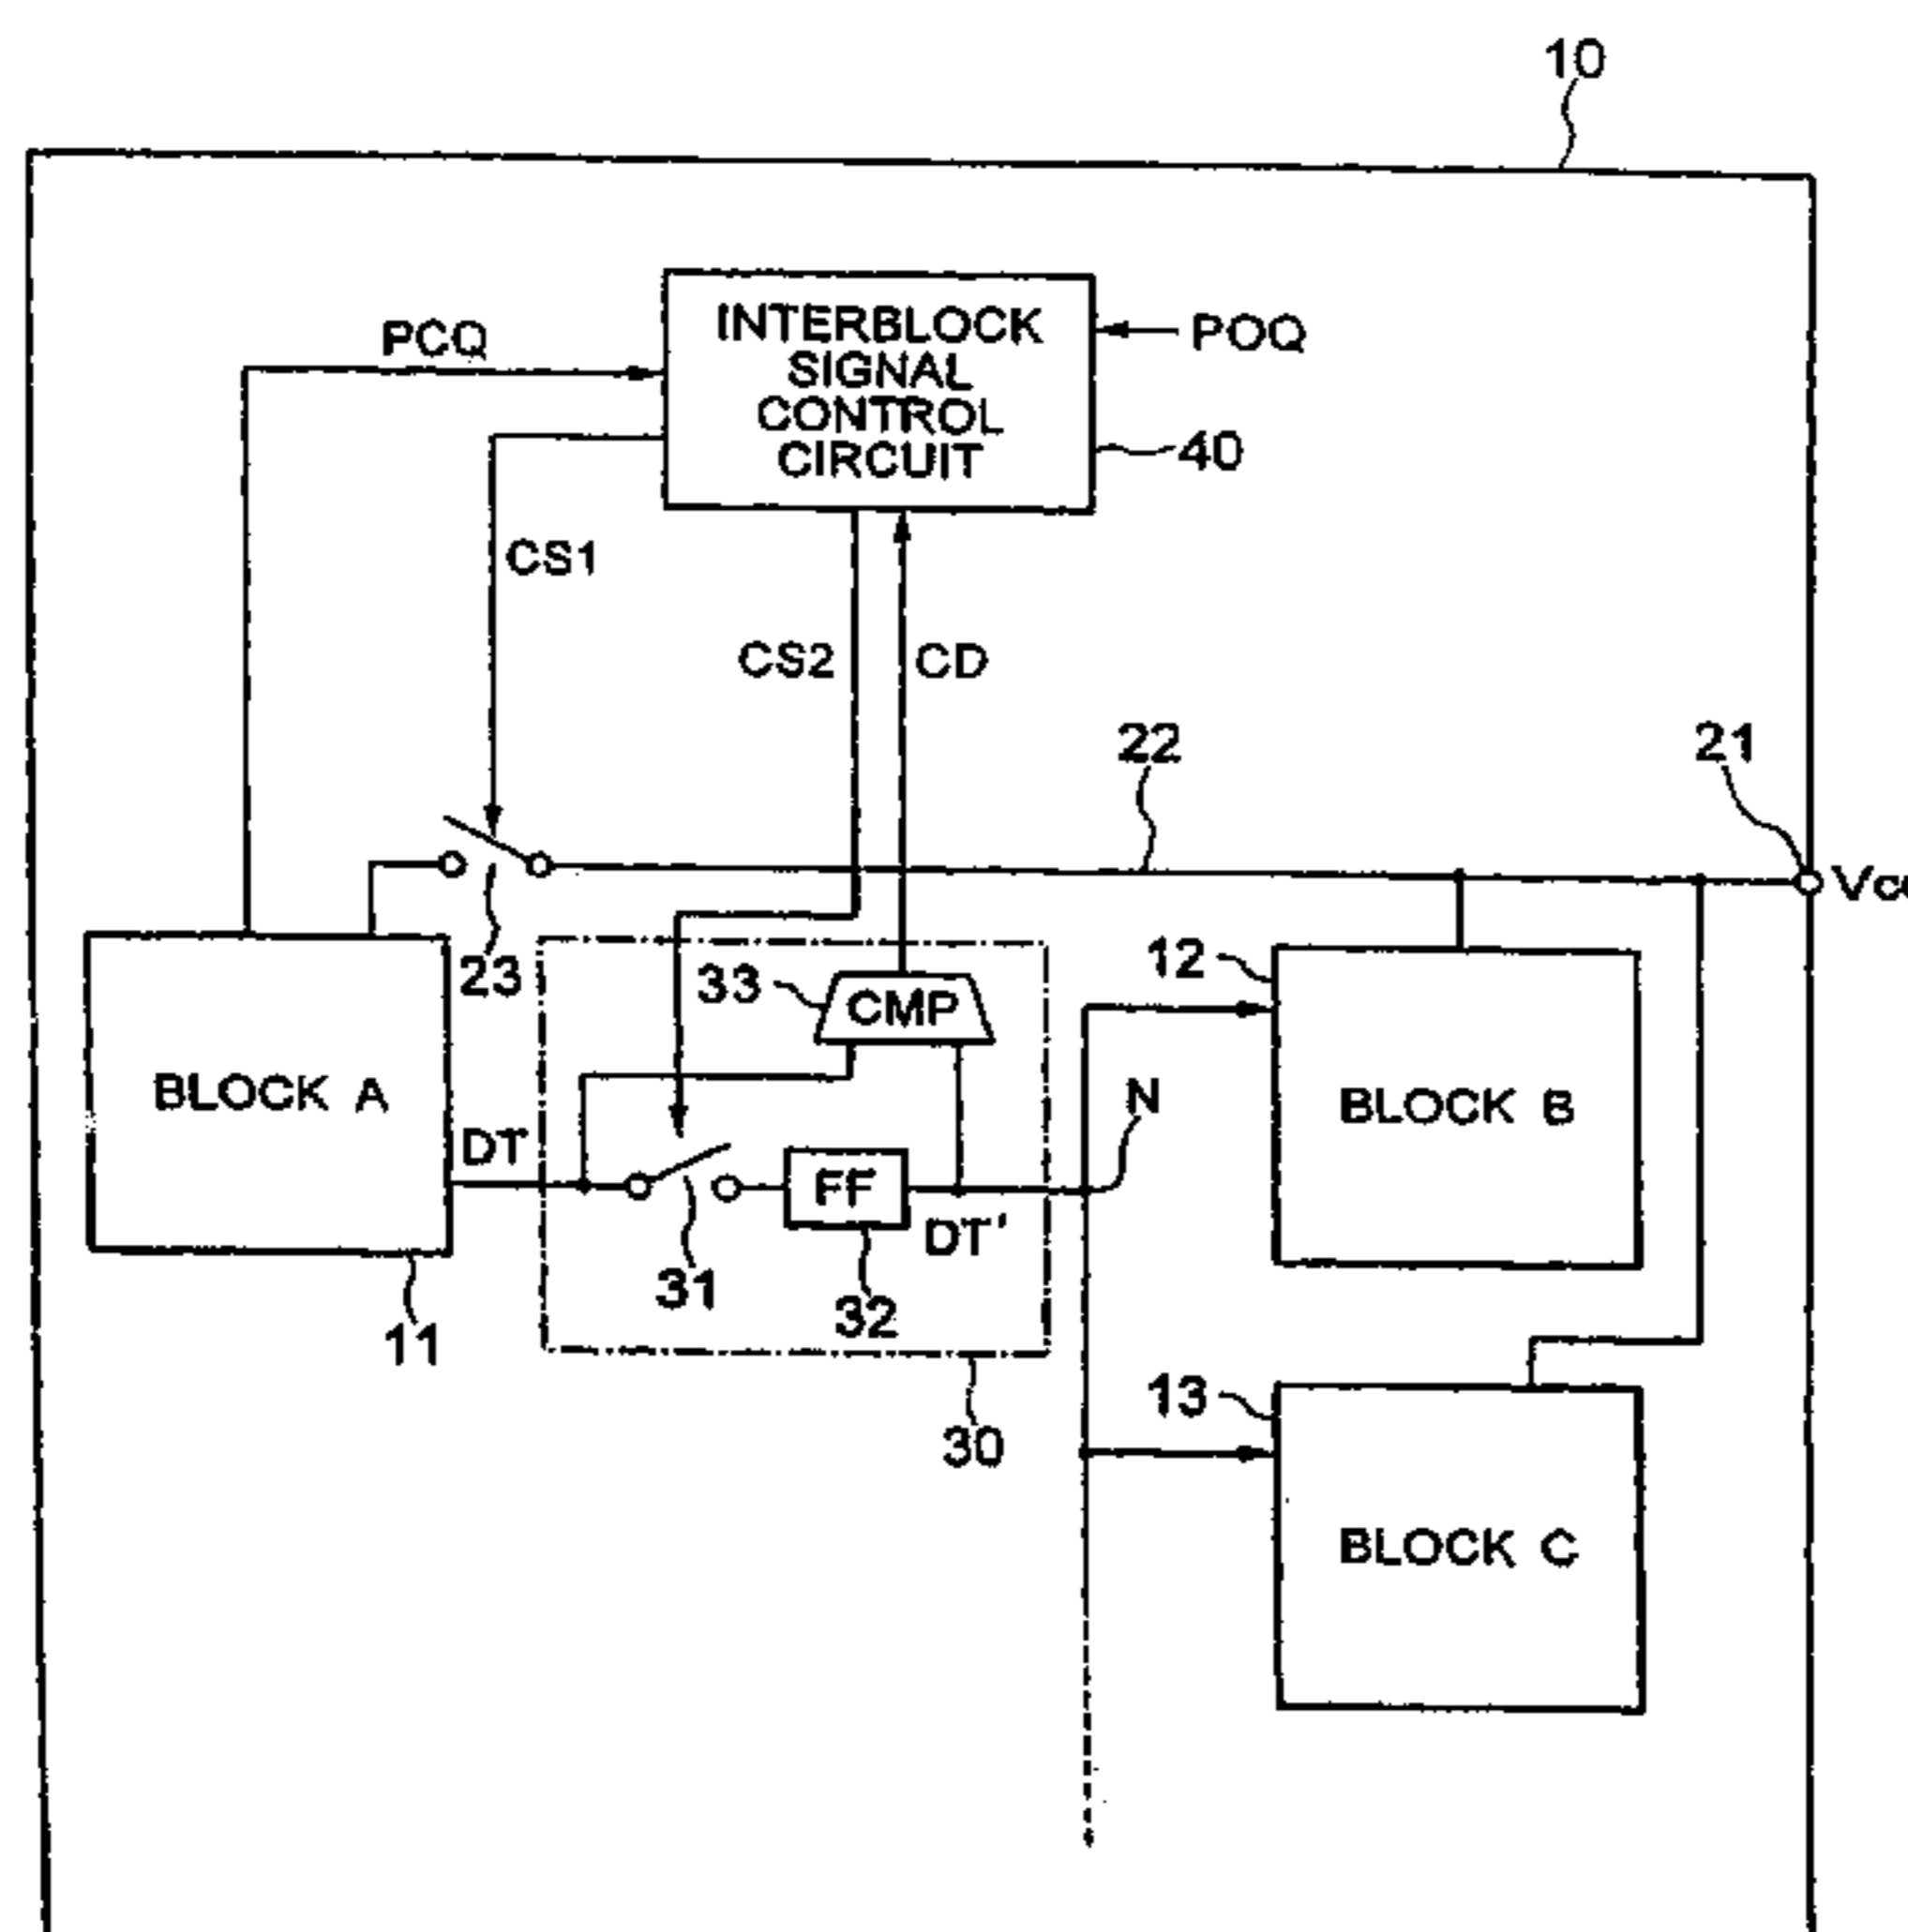 10
INTERBLOCK
SIGNAL
CONTROL
CIRCUIT
PCQ
POQ
40
CS1
CS2
CD
22
21
Vcc
23
33
CMP
12
BLOCK A
DT
N
BLOCK B
FF
DT'
31
32
11
30
13
BLOCK C